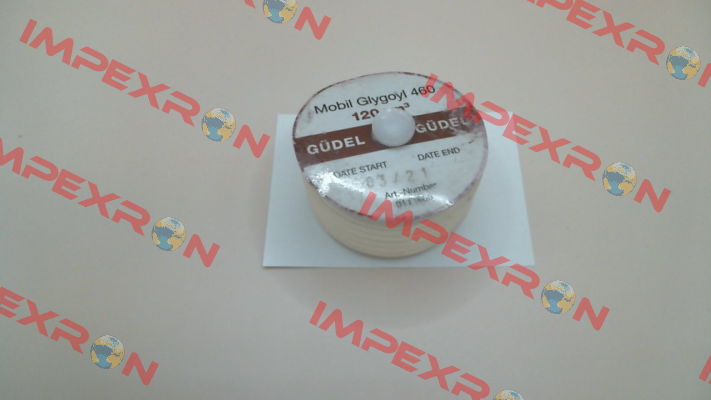 Mobil Glygoyl 460
GÜDEL GÜDEL
DATE START DATE END
03/21
Art.-Number
IMPEXRON
IMPEXRON
IMPEXRON
IMPEXRON
IMPEXRON
IMPEXRON
IMPEXRON